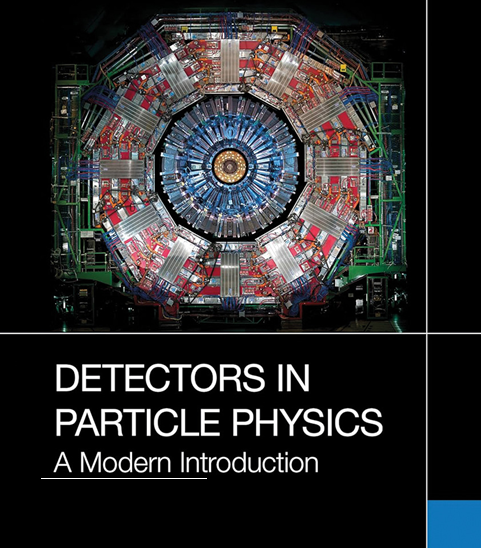 DETECTORS IN
PARTICLE PHYSICS
A Modern Introduction